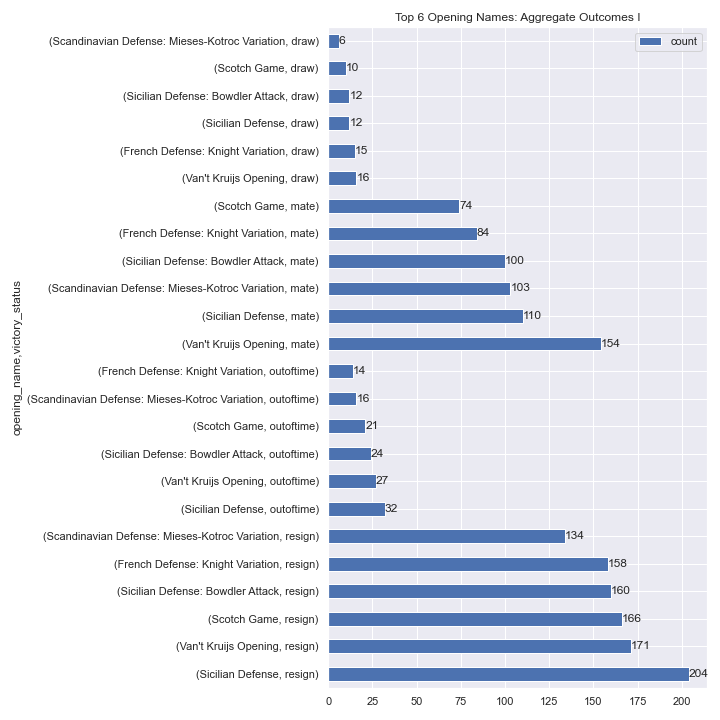 Top 6 Opening Names: Aggregate Outcomes I
count
(Scandinavian Defense: Mieses-Kotroc Variation, draw) 6
(Scotch Game, draw) 10
(Sicilian Defense: Bowdler Attack, draw) 12
(Sicilian Defense, draw) 12
(French Defense: Knight Variation, draw) 15
(Van't Kruijs Opening, draw) 16
(Scotch Game, mate) 74
(French Defense: Knight Variation, mate) 84
(Sicilian Defense: Bowdler Attack, mate) 100
(Scandinavian Defense: Mieses-Kotroc Variation, mate) 103
(Sicilian Defense, mate) 110
(Van't Kruijs Opening, mate) 154
(French Defense: Knight Variation, outoftime) 14
(Scandinavian Defense: Mieses-Kotroc Variation, outoftime) 16
(Scotch Game, outoftime) 21
(Sicilian Defense: Bowdler Attack, outoftime) 24
(Van't Kruijs Opening, outoftime) 27
(Sicilian Defense, outoftime) 32
(Scandinavian Defense: Mieses-Kotroc Variation, resign) 134
(French Defense: Knight Variation, resign) 158
(Sicilian Defense: Bowdler Attack, resign) 160
(Scotch Game, resign) 166
(Van't Kruijs Opening, resign) 171
(Sicilian Defense, resign) 204
opening_name,victory_status
0 25 50 75 100 125 150 175 200